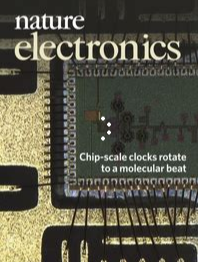 nature
electronics
Chip-scale clocks rotate
to a molecular beat